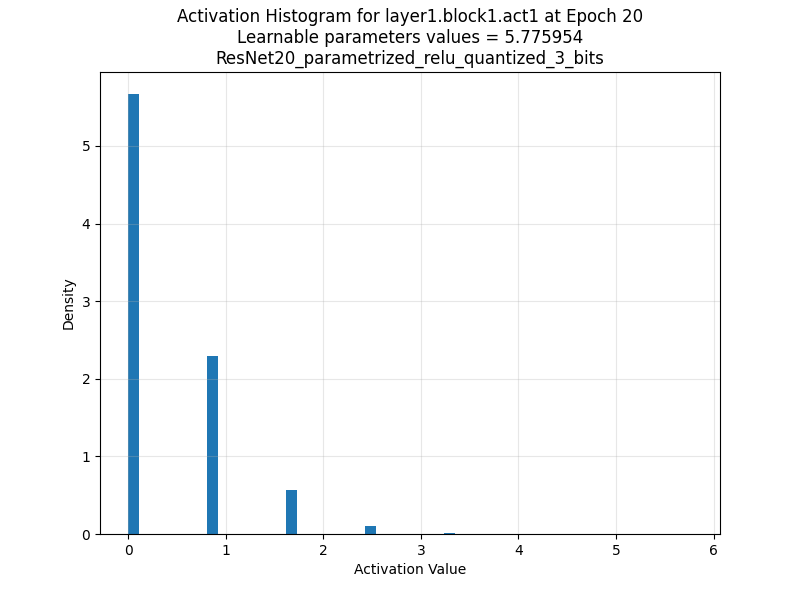 Activation Histogram for layer1.block1.act1 at Epoch 20
Learnable parameters values = 5.775954
ResNet20_parametrized_relu_quantized_3_bits
Density
5
4
3
2
1
0
0 1 2 3 4 5 6
Activation Value